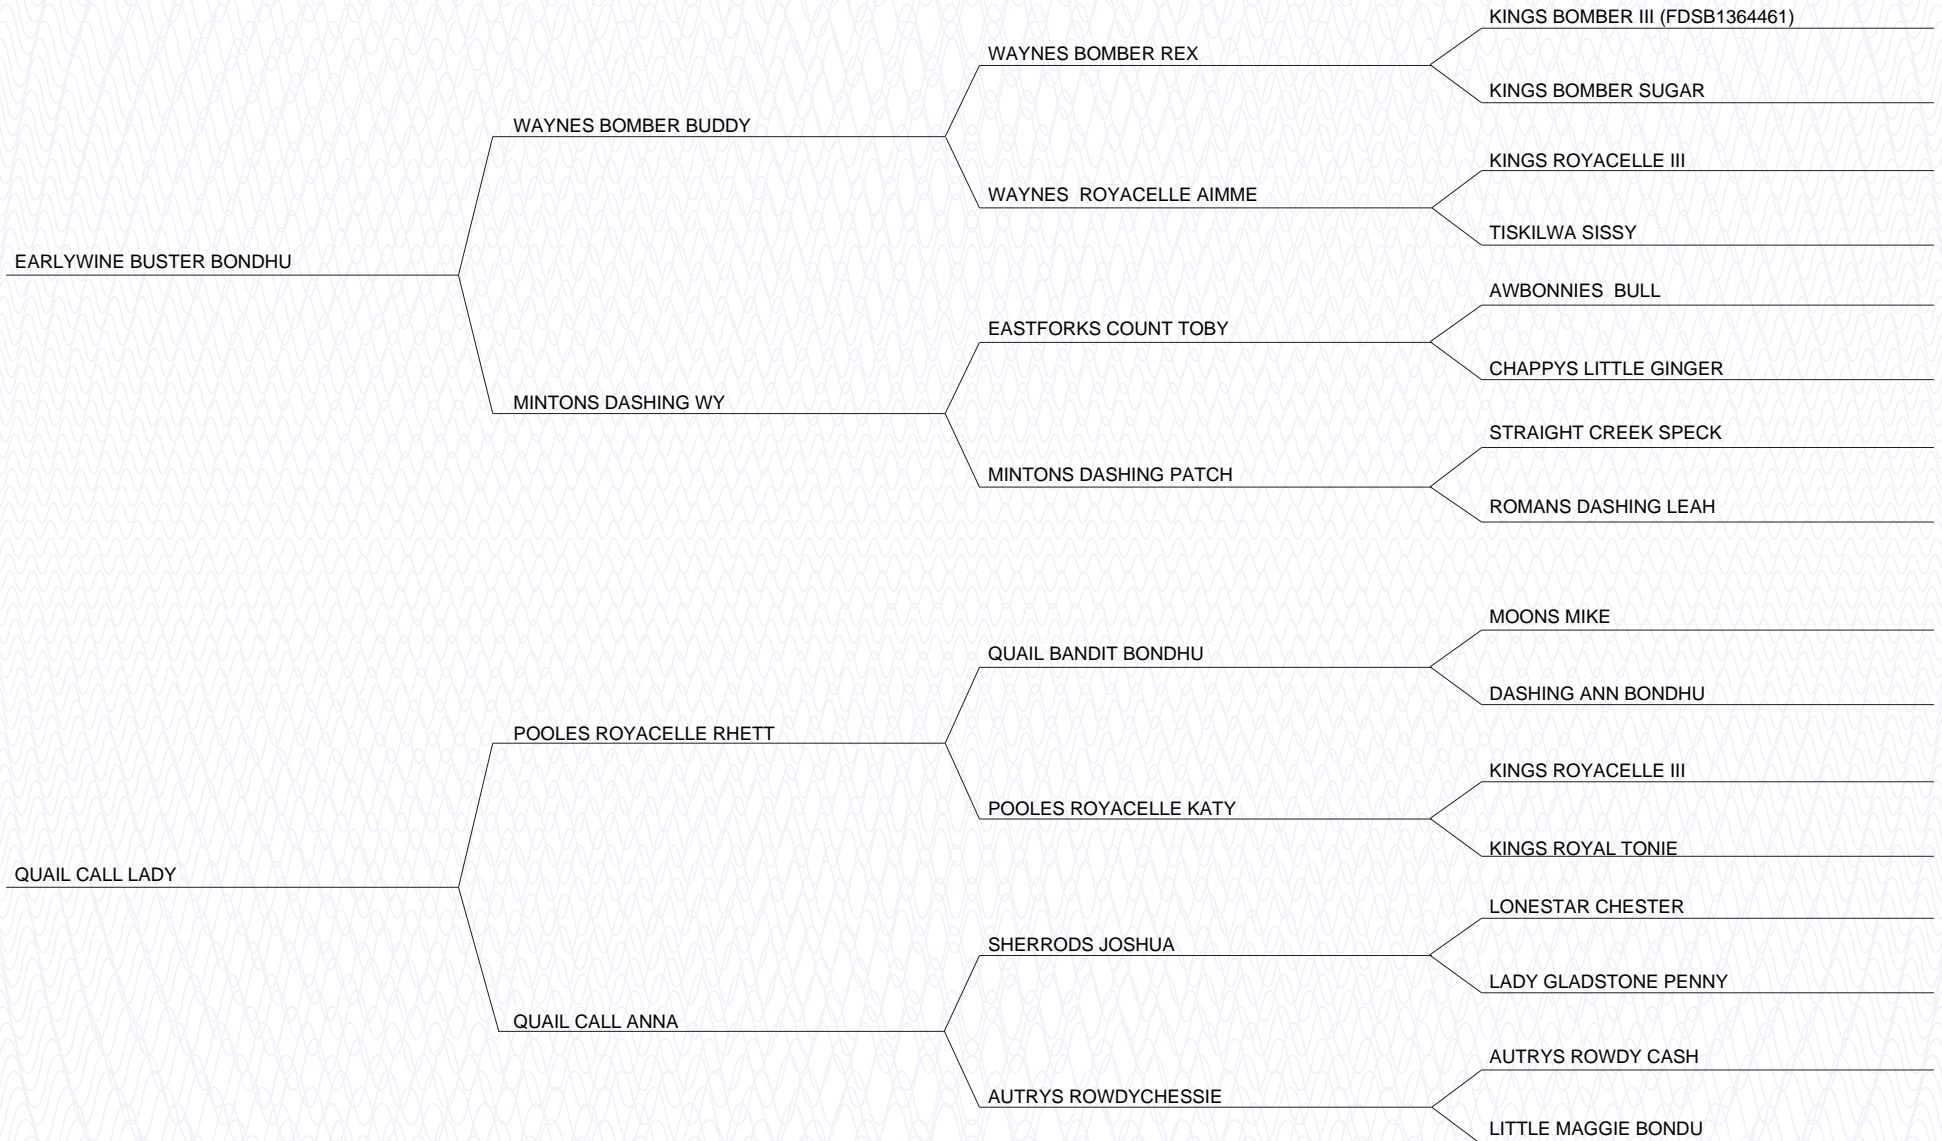 KINGS BOMBER III (FDSB1364461)
WAYNES BOMBER REX
KINGS BOMBER SUGAR
WAYNES BOMBER BUDDY
KINGS ROYACELLE III
WAYNES  ROYACELLE AIMME
TISKILWA SISSY
EARLYWINE BUSTER BONDHU
AWBONNIES  BULL
EASTFORKS COUNT TOBY
CHAPPYS LITTLE GINGER
MINTONS DASHING WY
STRAIGHT CREEK SPECK
MINTONS DASHING PATCH
ROMANS DASHING LEAH
MOONS MIKE
QUAIL BANDIT BONDHU
DASHING ANN BONDHU
POOLES ROYACELLE RHETT
KINGS ROYACELLE III
POOLES ROYACELLE KATY
KINGS ROYAL TONIE
QUAIL CALL LADY
LONESTAR CHESTER
SHERRODS JOSHUA
LADY GLADSTONE PENNY
QUAIL CALL ANNA
AUTRYS ROWDY CASH
AUTRYS ROWDYCHESSIE
LITTLE MAGGIE BONDU